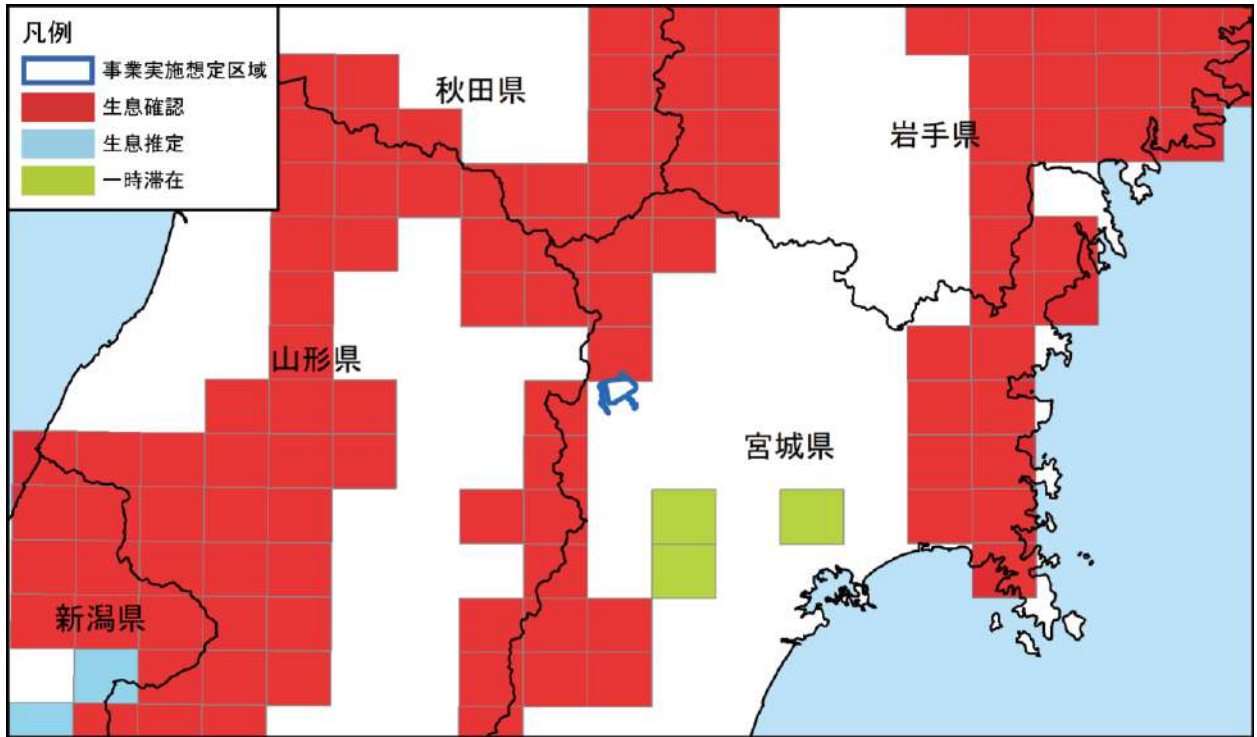 凡例
事業実施想定区域
生息確認
生息推定
一時滞在
秋田県
岩手県
山形県
宮城県
新潟県